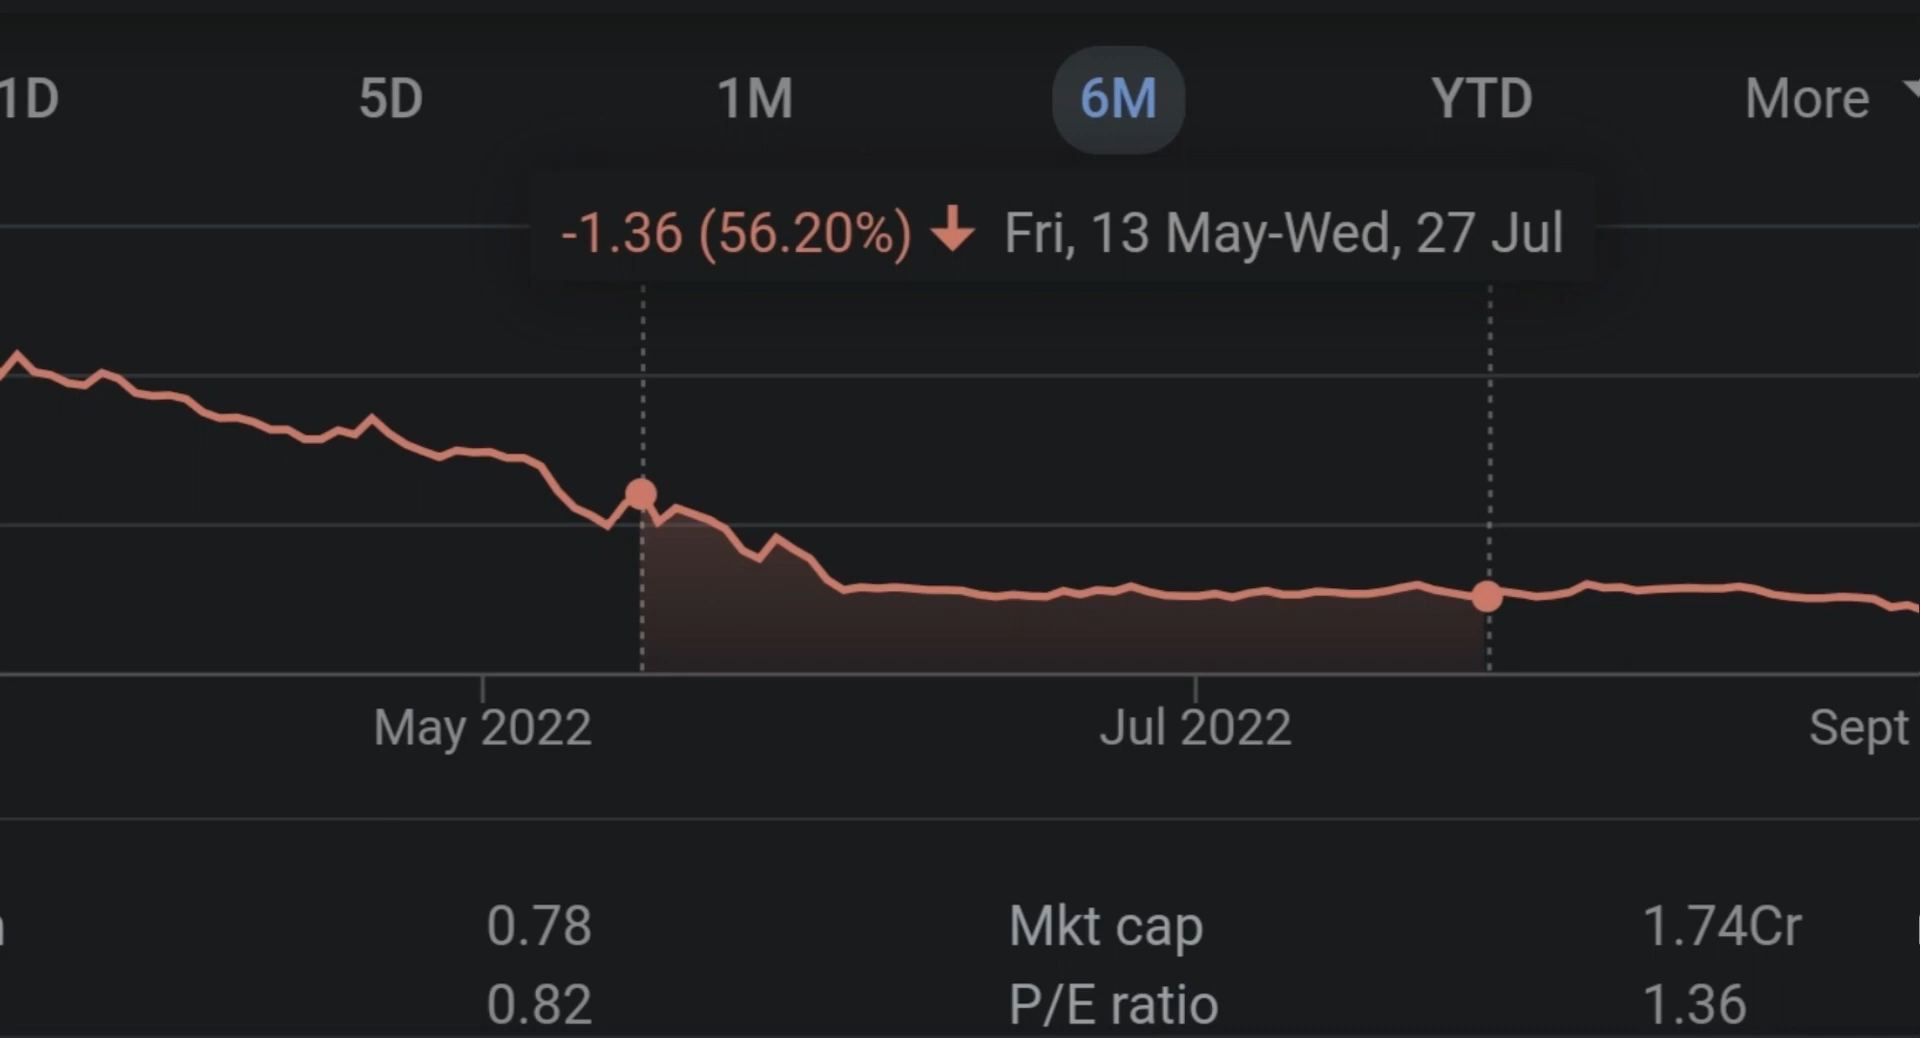 1D 5D 1M 6M YTD More
-1.36 (56.20%) Fri, 13 May-Wed, 27 Jul
May 2022 Jul 2022 Sept
0.78 Mkt cap 1.74Cr
0.82 P/E ratio 1.36